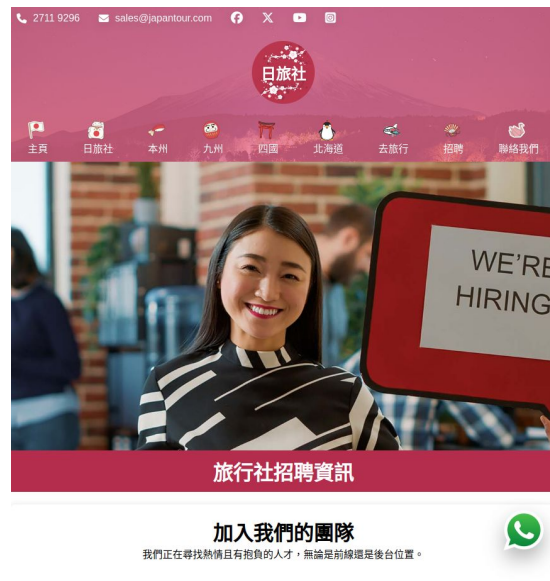 2711 9296 sales@japantour.com
日旅社
主頁 日旅社 本州 九州 四國 北海道 去旅行 招聘 聯絡我們
WE'RE
HIRING
旅行社招聘資訊
加入我們的團隊
我們正在尋找熱情且有抱負的人才，無論是前線還是後台位置。